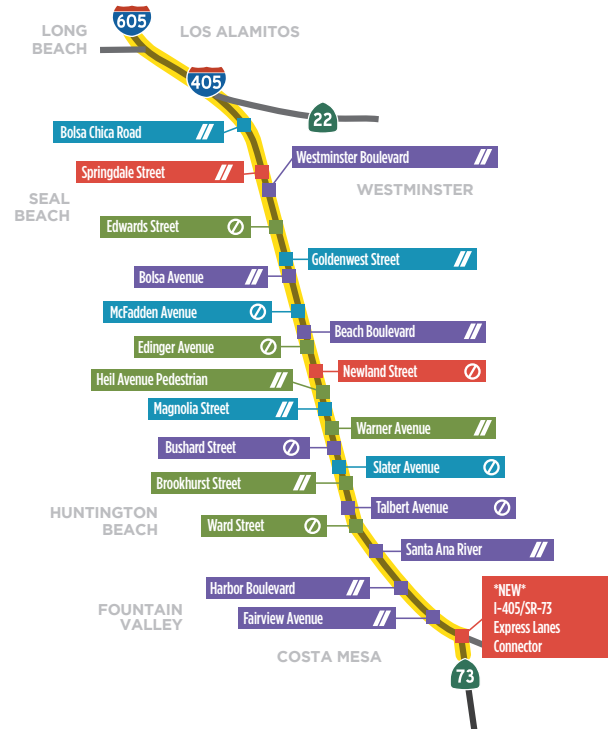 605
LONG
BEACH
LOS ALAMITOS
405
22
Bolsa Chica Road
Westminster Boulevard
Springdale Street
WESTMINSTER
SEAL
BEACH
Edwards Street
Goldenwest Street
Bolsa Avenue
McFadden Avenue
Beach Boulevard
Edinger Avenue
Newland Street
Heil Avenue Pedestrian
Magnolia Street
Warner Avenue
Bushard Street
Slater Avenue
Brookhurst Street
Talbert Avenue
HUNTINGTON
BEACH
Ward Street
Santa Ana River
Harbor Boulevard
*NEW*
I-405/SR-73
Express Lanes
Connector
FOUNTAIN
VALLEY
Fairview Avenue
COSTA MESA
73